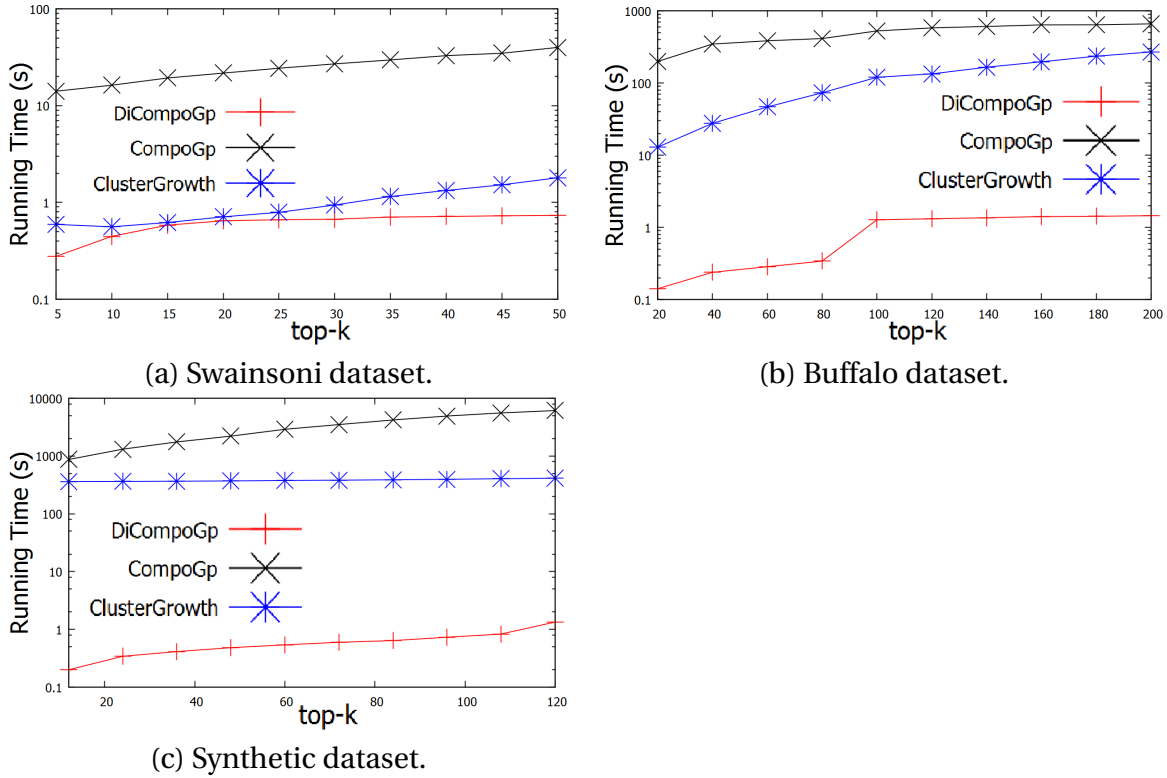 100
10
1
0.1
Running Time (s)
DiCompoGp
CompoGp
ClusterGrowth
5 10 15 20 25 30 35 40 45 50
top-k
(a) Swainsoni dataset.
1000
100
10
1
0.1
Running Time (s)
DiCompoGp
CompoGp
ClusterGrowth
20 40 60 80 100 120 140 160 180 200
top-k
(b) Buffalo dataset.
10000
1000
100
10
1
0.1
Running Time (s)
DiCompoGp
CompoGp
ClusterGrowth
20 40 60 80 100 120
top-k
(c) Synthetic dataset.